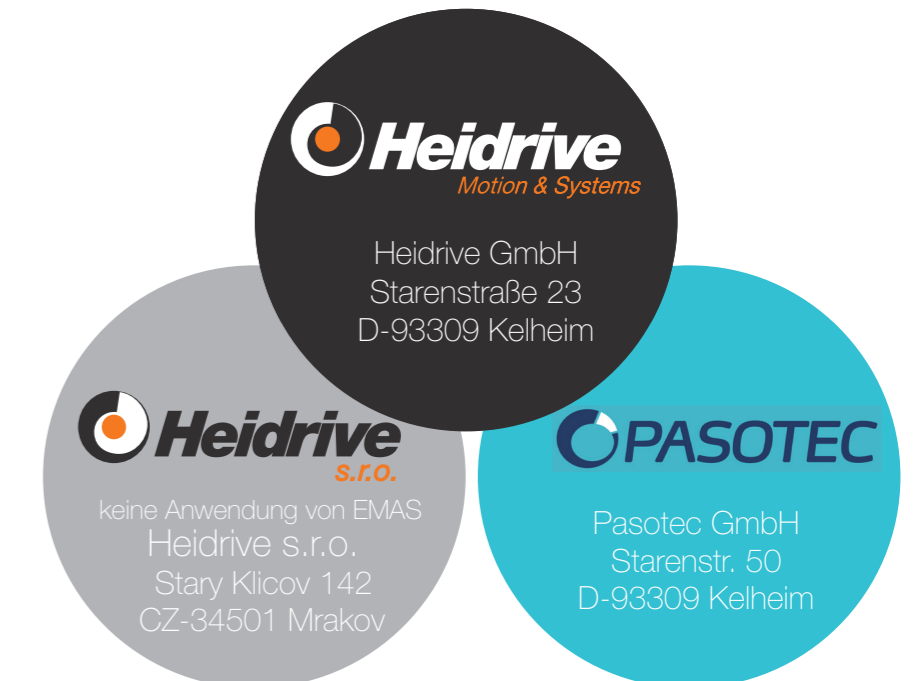 Heidrive
Motion & Systems
Heidrive GmbH
Starenstraße 23
D-93309 Kelheim
Heidrive
s.r.o.
keine Anwendung von EMAS
Heidrive s.r.o.
Stary Klicov 142
CZ-34501 Mrakov
PASOTEC
Pasotec GmbH
Starenstr. 50
D-93309 Kelheim